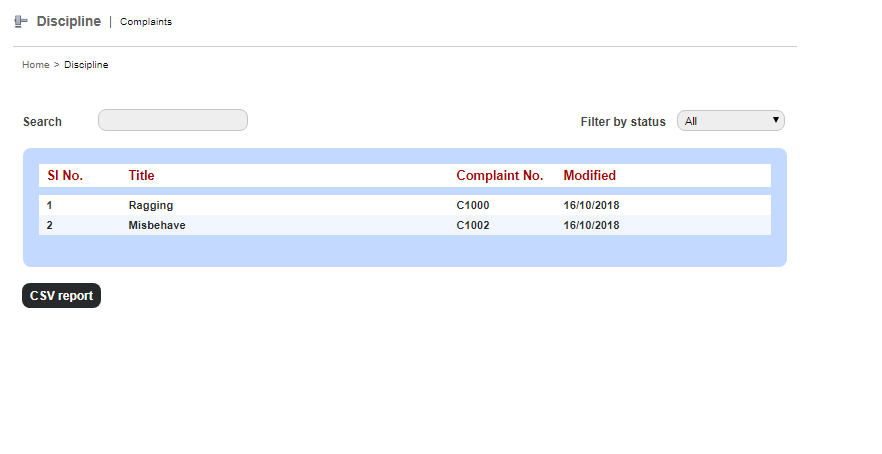 Discipline | Complaints
Home > Discipline
Search Filter by status All
Sl No. Title Complaint No. Modified
1 Ragging C1000 16/10/2018
2 Misbehave C1002 16/10/2018
CSV report